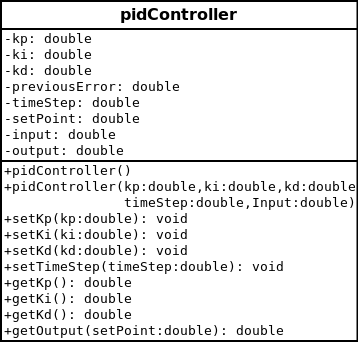 pidController
-kp: double
-ki: double
-kd: double
-previousError: double
-timeStep: double
-setPoint: double
-input: double
-output: double
+pidController()
+pidController(kp:double,ki:double,kd:double
timeStep:double,Input:double)
+setKp(kp:double): void
+setKi(ki:double): void
+setKd(kd:double): void
+setTimeStep(timeStep:double): void
+getKp(): double
+getKi(): double
+getKd(): double
+getOutput(setPoint:double): double